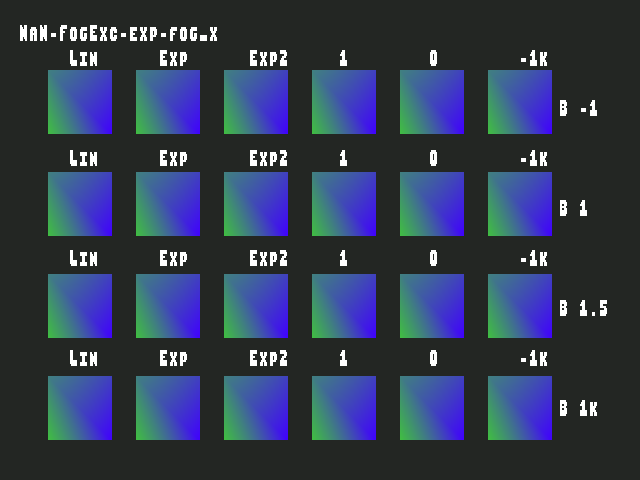 NaN-FogExc-exp-fog_x
Lin Exp Exp2 1 0 -1k
B -1
Lin Exp Exp2 1 0 -1k
B 1
Lin Exp Exp2 1 0 -1k
B 1.5
Lin Exp Exp2 1 0 -1k
B 1k